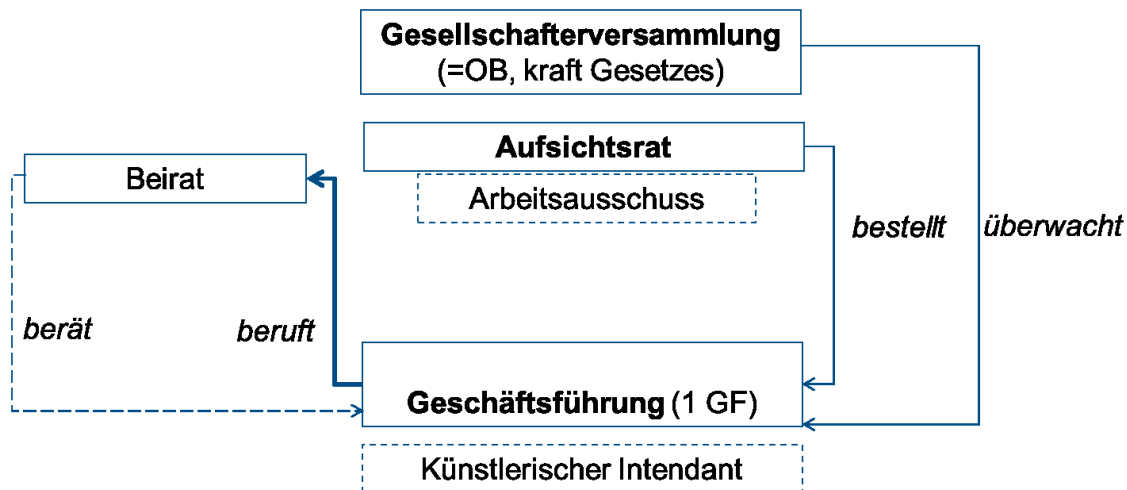 Gesellschafterversammlung
(=OB, kraft Gesetzes)
Aufsichtsrat
Beirat
Arbeitsausschuss
bestellt
überwacht
berät
beruft
Geschäftsführung (1 GF)
Künstlerischer Intendant